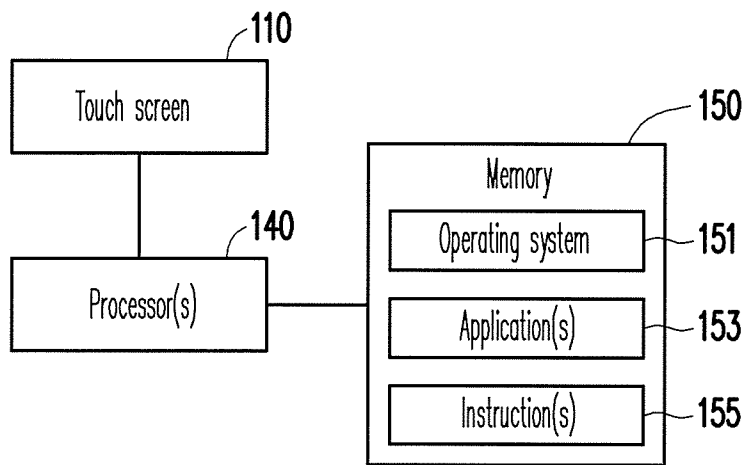 110
Touch screen
150
Memory
140
Operating system
151
Processor(s)
Application(s)
153
Instruction(s)
155